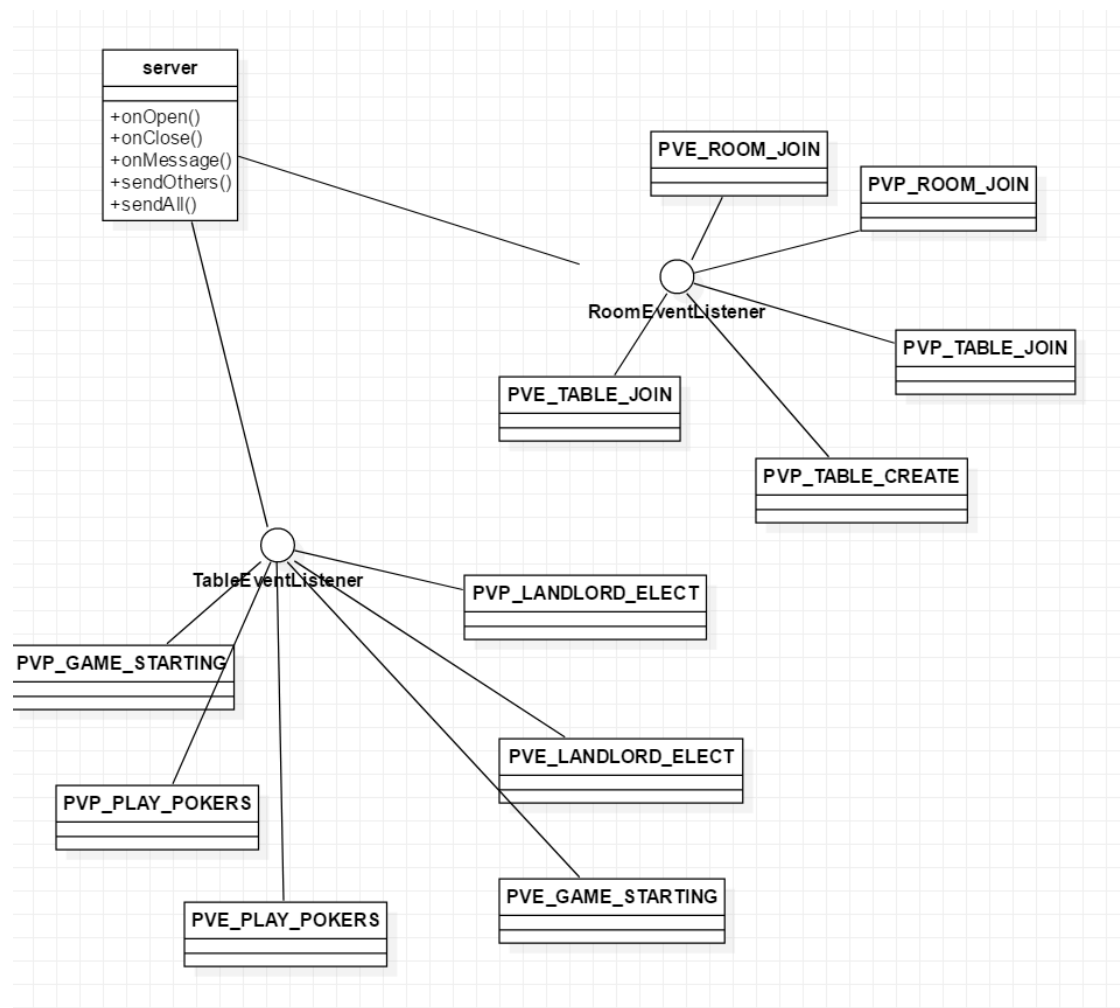 server
+onOpen()
+onClose()
+onMessage()
+sendOthers()
+sendAll()
PVE_ROOM_JOIN
PVP_ROOM_JOIN
RoomEventListener
PVP_TABLE_JOIN
PVE_TABLE_JOIN
PVP_TABLE_CREATE
TableEventListener
PVP_LANDLORD_ELECT
PVP_GAME_STARTING
PVE_LANDLORD_ELECT
PVP_PLAY_POKERS
PVE_GAME_STARTING
PVE_PLAY_POKERS